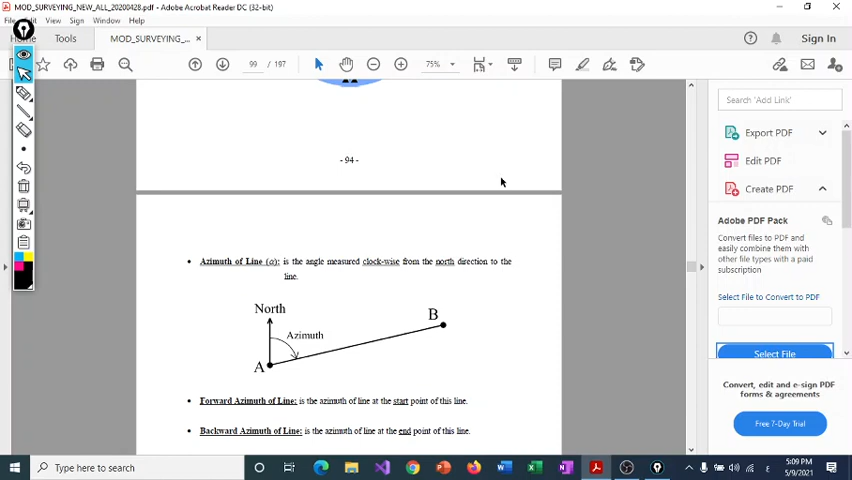 MOD_SURVEYING_NEW_ALL_20200428.pdf - Adobe Acrobat Reader DC (32-bit)
File Edit View Sign Window Help
Tools
MOD_SURVEYING_...
Sign In
99 / 197
75%
- 94 -
Azimuth of Line (α): is the angle measured clock-wise from the north direction to the
line.
North
B
Azimuth
A
Forward Azimuth of Line: is the azimuth of line at the start point of this line.
Backward Azimuth of Line: is the azimuth of line at the end point of this line.
Search 'Add Link'
Export PDF
Edit PDF
Create PDF
Adobe PDF Pack
Convert files to PDF and
easily combine them with
other file types with a paid
subscription
Select File to Convert to PDF
Select File
Convert, edit and e-sign PDF
forms & agreements
Free 7-Day Trial
Type here to search
5:09 PM
5/9/2021